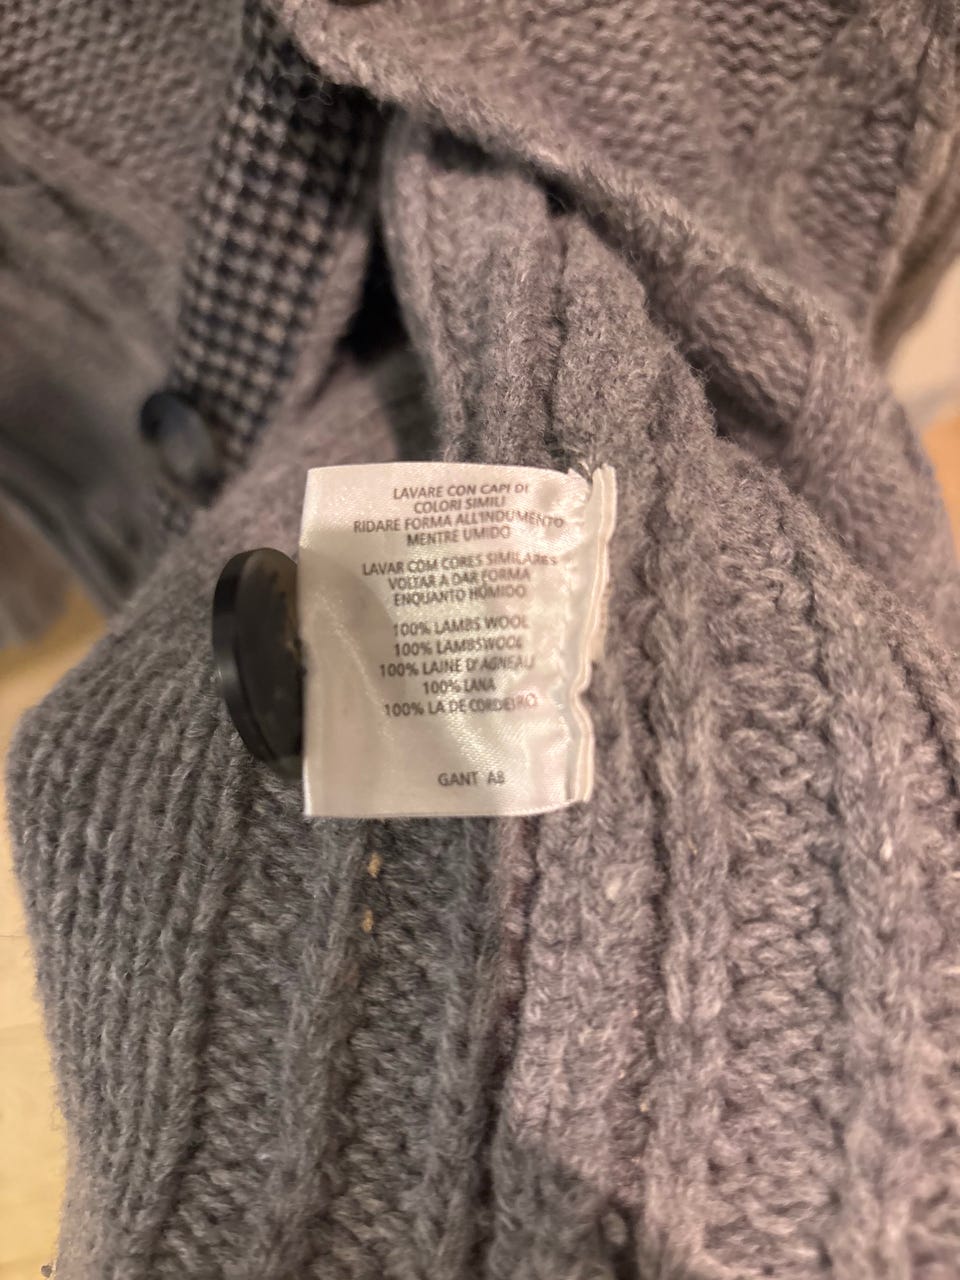 LAVARE CON CAPI DI
COLORI SIMILI
RIDARE FORMA ALL'INDUMENTO
MENTRE UMIDO
LAVAR COM CORES SIMILARES
VOLTAR A DAR FORMA
ENQUANTO HÚMIDO
100% LAMBS WOOL
100% LAMBSWOOL
100% LAINE D'AGNEAU
100% LANA
100% LA DE CORDEIRO
GANT AB